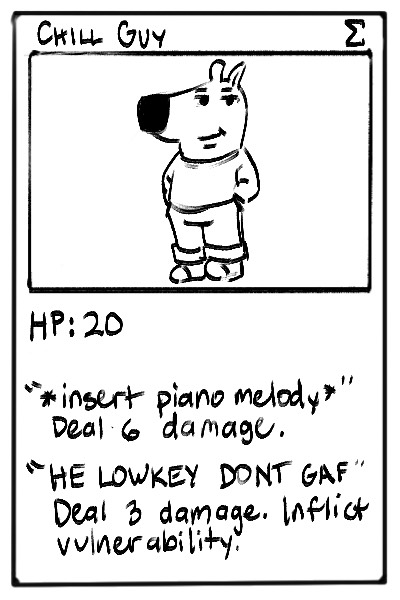 CHILL GUY Σ
HP: 20
"*insert piano melody*"
Deal 6 damage.
"HE LOWKEY DONT GAF"
Deal 3 damage. Inflict
vulnerability.